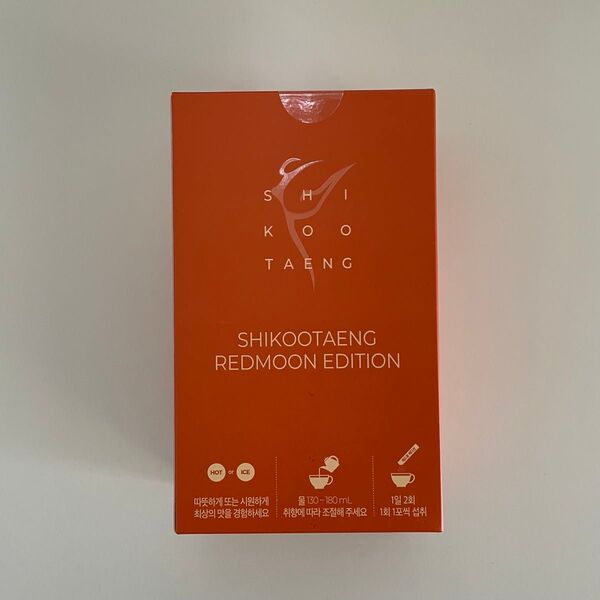 SHI
KOO
TAENG
SHIKOOTAENG
REDMOON EDITION
HOT or ICE
따뜻하게 또는 시원하게
최상의 맛을 경험하세요
물 130 - 180 mL
취향에 따라 조절해 주세요
1일 2회
1회 1포씩 섭취